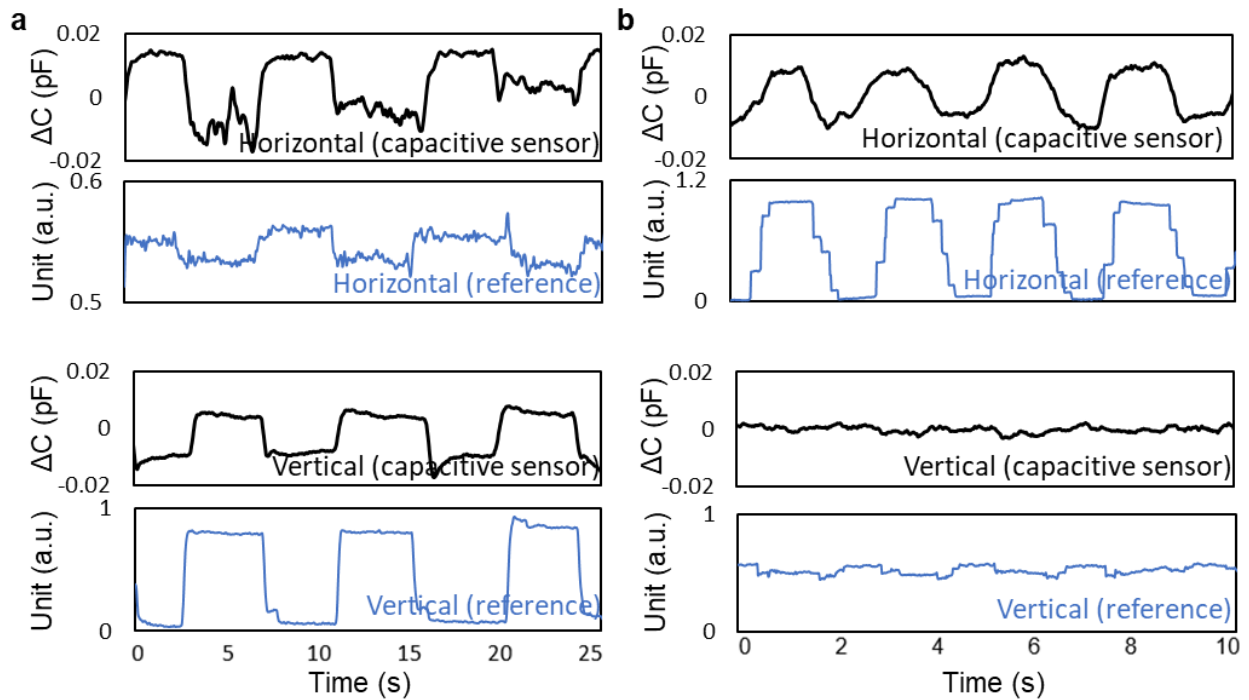 a
ΔC (pF)
0.02
0
-0.02
Horizontal (capacitive sensor)
Unit (a.u.)
0.6
0.5
Horizontal (reference)
ΔC (pF)
0.02
0
-0.02
Vertical (capacitive sensor)
Unit (a.u.)
1
0
Vertical (reference)
0 5 10 15 20 25
Time (s)
b
ΔC (pF)
0.02
0
-0.02
Horizontal (capacitive sensor)
Unit (a.u.)
1.2
0
Horizontal (reference)
ΔC (pF)
0.02
0
-0.02
Vertical (capacitive sensor)
Unit (a.u.)
1
0
Vertical (reference)
0 2 4 6 8 10
Time (s)